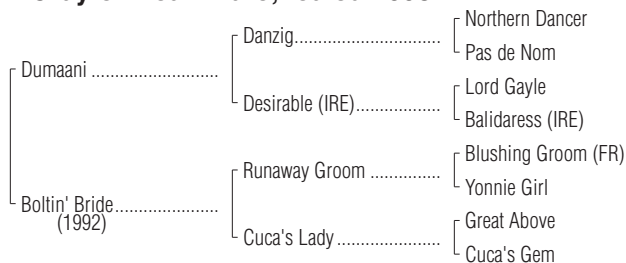 Northern Dancer
Danzig........................................
Pas de Nom
Dumaani ..................................
Lord Gayle
Desirable (IRE).......................
Balidaress (IRE)
Blushing Groom (FR)
Runaway Groom ...................
Yonnie Girl
Boltin' Bride............................
(1992)
Great Above
Cuca's Lady ............................
Cuca's Gem